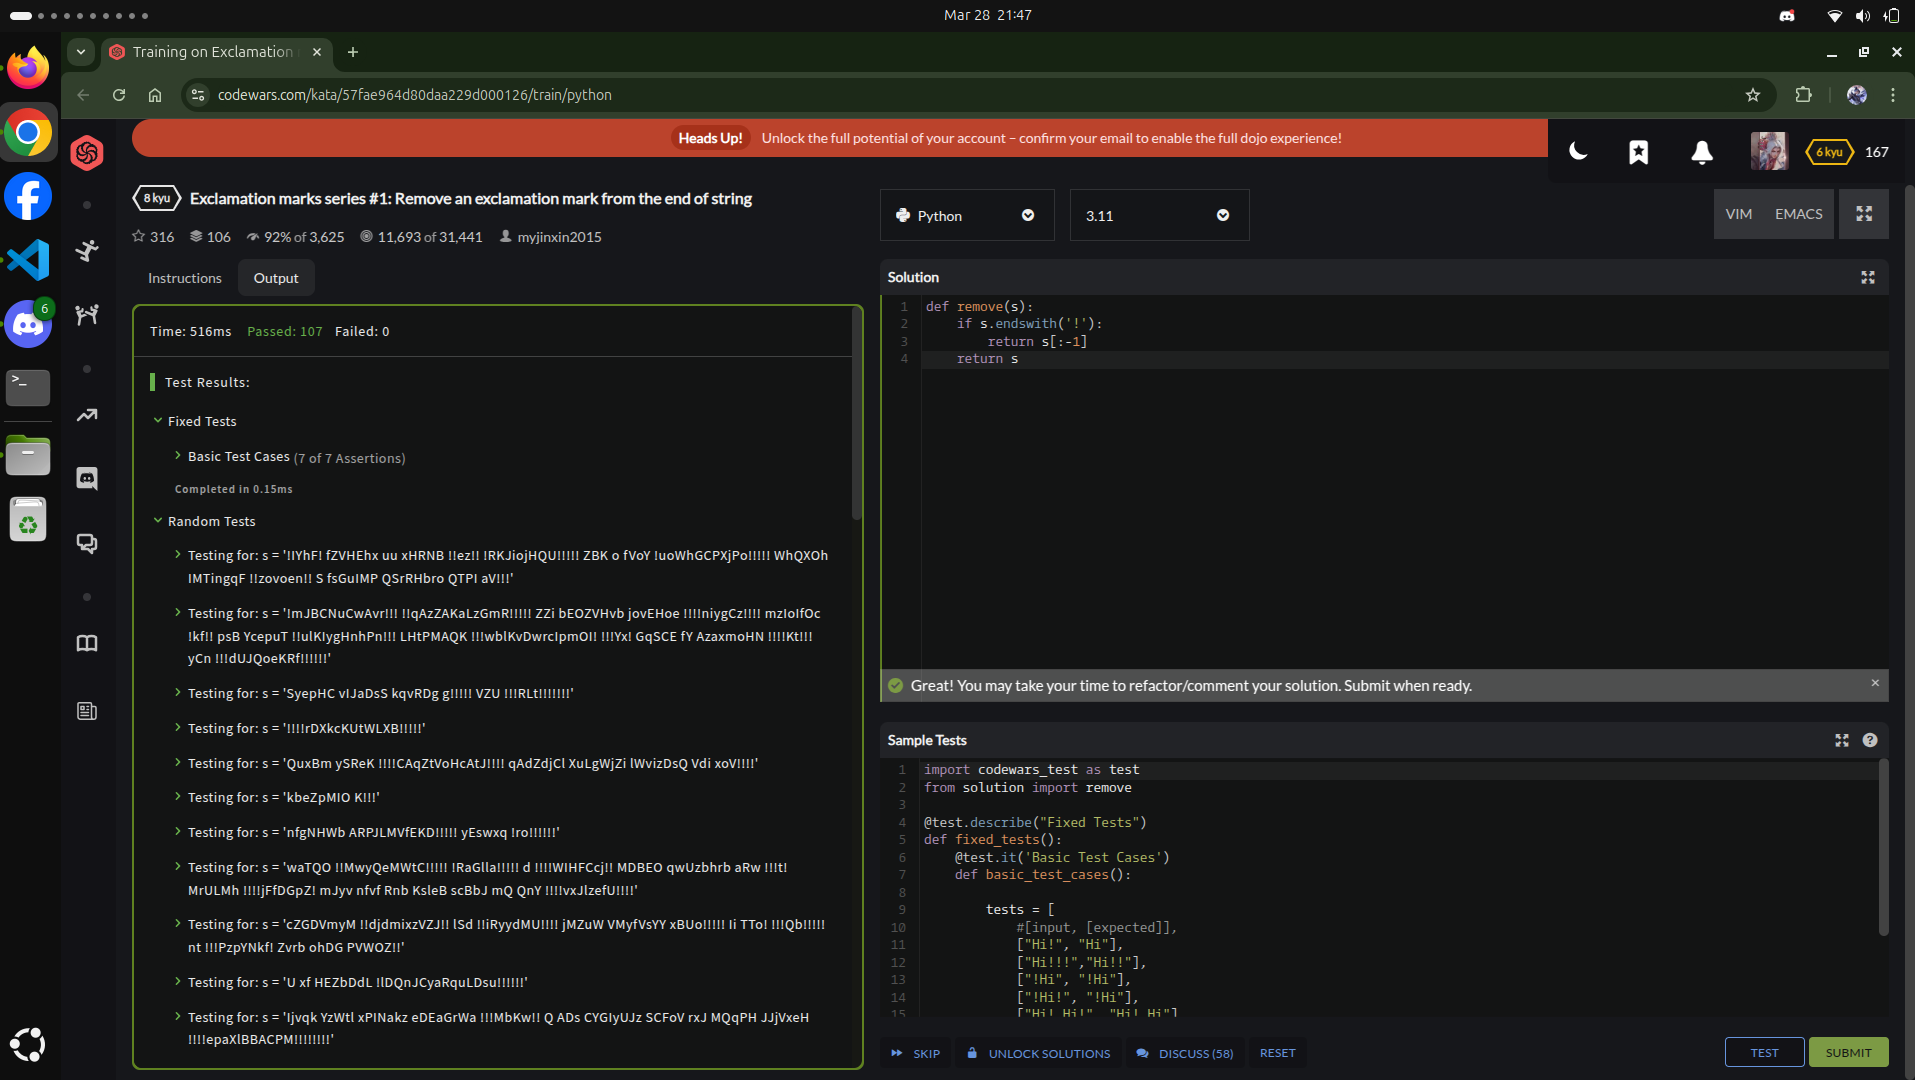 Mar 28 21:47
Training on Exclamation
codewars.com/kata/57fae964d80daa229d000126/train/python
Heads Up! Unlock the full potential of your account – confirm your email to enable the full dojo experience!
6 kyu 167
6
>_
8 kyu Exclamation marks series #1: Remove an exclamation mark from the end of string
316 106 92% of 3,625 11,693 of 31,441 myjinxin2015
Instructions Output
Time: 516ms Passed: 107 Failed: 0
Test Results:
Fixed Tests
Basic Test Cases (7 of 7 Assertions)
Completed in 0.15ms
Random Tests
Testing for: s = '!IYhF! fZVHEhx uu xHRNB !!ez!! !RKJiojHQU!!!!! ZBK o fVoY !uoWhGCPXjPo!!!!! WhQXOh
IMTingqF !!zovoen!! S fsGuIMP QSrRHbro QTPI aV!!!'
Testing for: s = '!mJBCNuCwAvr!!! !!qAzZAKaLzGmR!!!!! ZZi bEOZVHvb jovEHoe !!!!niygCz!!!! mzIoIfOc
!kf!! psB YcepuT !!ulKIygHnhPn!!! LHtPMAQK !!!wblKvDwrcIpmOI! !!!Yx! GqSCE fY AzaxmoHN !!!!Kt!!!
yCn !!!dUJQoeKRf!!!!!!'
Testing for: s = 'SyepHC vIJaDsS kqvRDg g!!!!! VZU !!!RLt!!!!!!!'
Testing for: s = '!!!!rDXkcKUtWLXB!!!!!'
Testing for: s = 'QuxBm ySReK !!!!CAqZtVoHcAtJ!!!! qAdZdjCl XuLgWjZi lWvizDsQ Vdi xoV!!!!'
Testing for: s = 'kbeZpMIO K!!!'
Testing for: s = 'nfgNHWb ARPJLMVfEKD!!!!! yEswxq !ro!!!!!!'
Testing for: s = 'waTQO !!MwyQeMWtC!!!!! !RaGlla!!!!! d !!!!WIHFCcj!! MDBEO qwUzbhrb aRw !!!t!
MrULMh !!!!jFfDGpZ! mJyv nfvf Rnb KsleB scBbJ mQ QnY !!!!vxJlzefU!!!!'
Testing for: s = 'cZGDVmyM !!djdmixzVZJ!! lSd !!iRyydMU!!!! jMZuW VMyfVsYY xBUo!!!!! Ii TTo! !!!Qb!!!!!
nt !!!PzpYNkf! Zvrb ohDG PVWOZ!!'
Testing for: s = 'U xf HEZbDdL !lDQnJCyaRquLDsu!!!!!!'
Testing for: s = 'Ijvqk YzWtl xPINakz eDEaGrWa !!!MbKw!! Q ADs CYGIyUJz SCFoV rxJ MQqPH JJjVxeH
!!!!epaXlBBACPM!!!!!!!!'
Python 3.11 VIM EMACS
Solution
1 def remove(s):
2 if s.endswith('!'):
3 return s[:-1]
4 return s
Great! You may take your time to refactor/comment your solution. Submit when ready.
Sample Tests
1 import codewars_test as test
2 from solution import remove
3
4 @test.describe("Fixed Tests")
5 def fixed_tests():
6 @test.it('Basic Test Cases')
7 def basic_test_cases():
8
9 tests = [
10 #[input, [expected]],
11 ["Hi!", "Hi"],
12 ["Hi!!!","Hi!!"],
13 ["!Hi", "!Hi"],
14 ["!Hi!", "!Hi"],
15 ["Hi! Hi!", "Hi! Hi"]
SKIP UNLOCK SOLUTIONS DISCUSS (58) RESET TEST SUBMIT